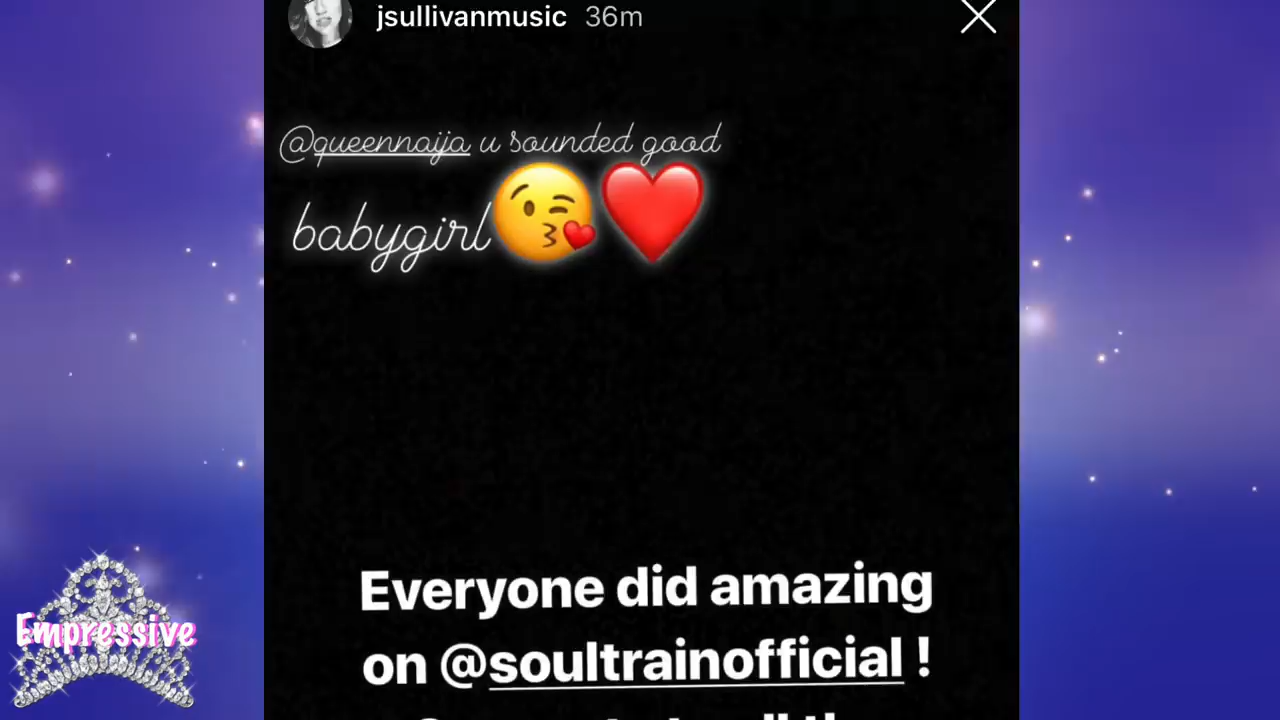 jsullivanmusic 36m
@queennaija u sounded good
babygirl😘❤️
Everyone did amazing
on @soultrainofficial !
Empressive